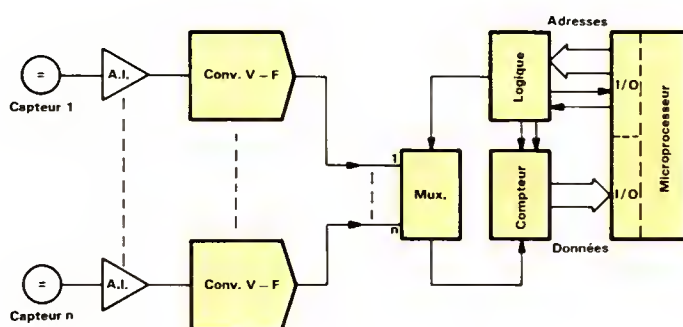 A.I.
Capteur 1
Conv. V – F
Adresses
Logique
I/O
Microprocesseur
1
n
Mux.
Compteur
I/O
Données
A.I.
Capteur n
Conv. V – F